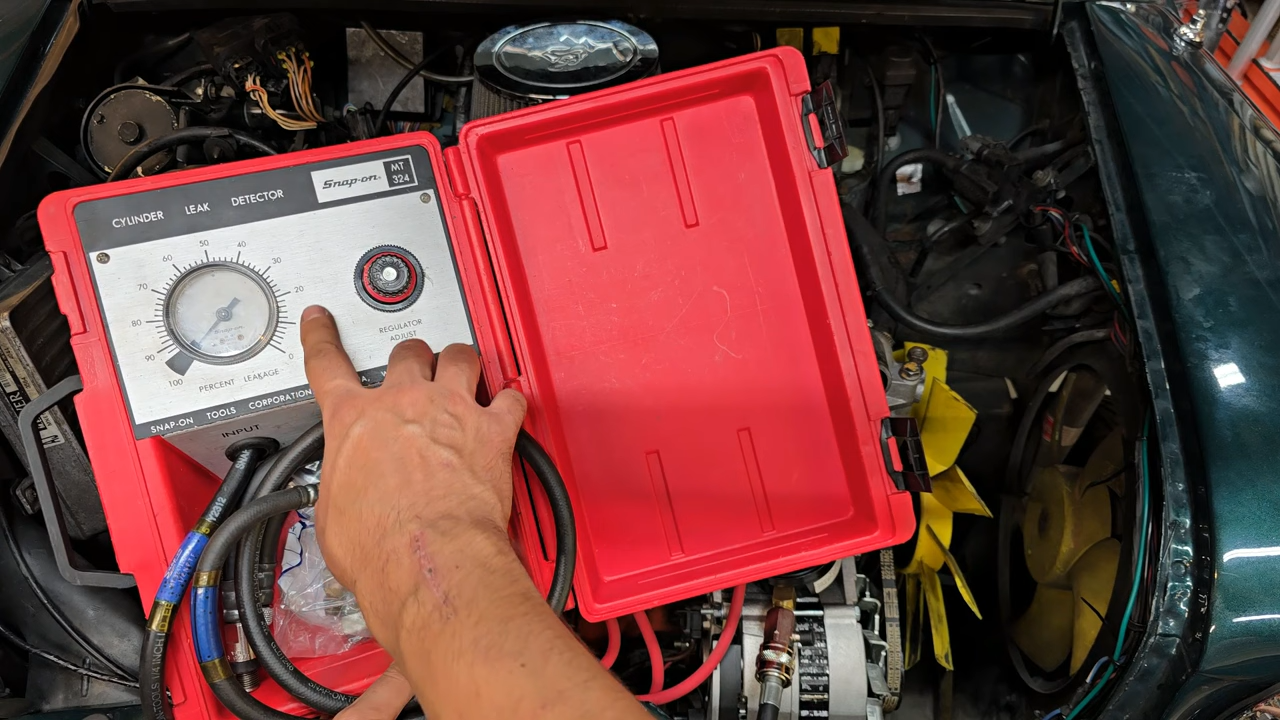 CYLINDER LEAK DETECTOR
Snap-on
MT
324
50
40
60
30
70
20
80
90
0
100
PERCENT LEAKAGE
REGULATOR
ADJUST
SNAP-ON TOOLS CORPORATION
INPUT